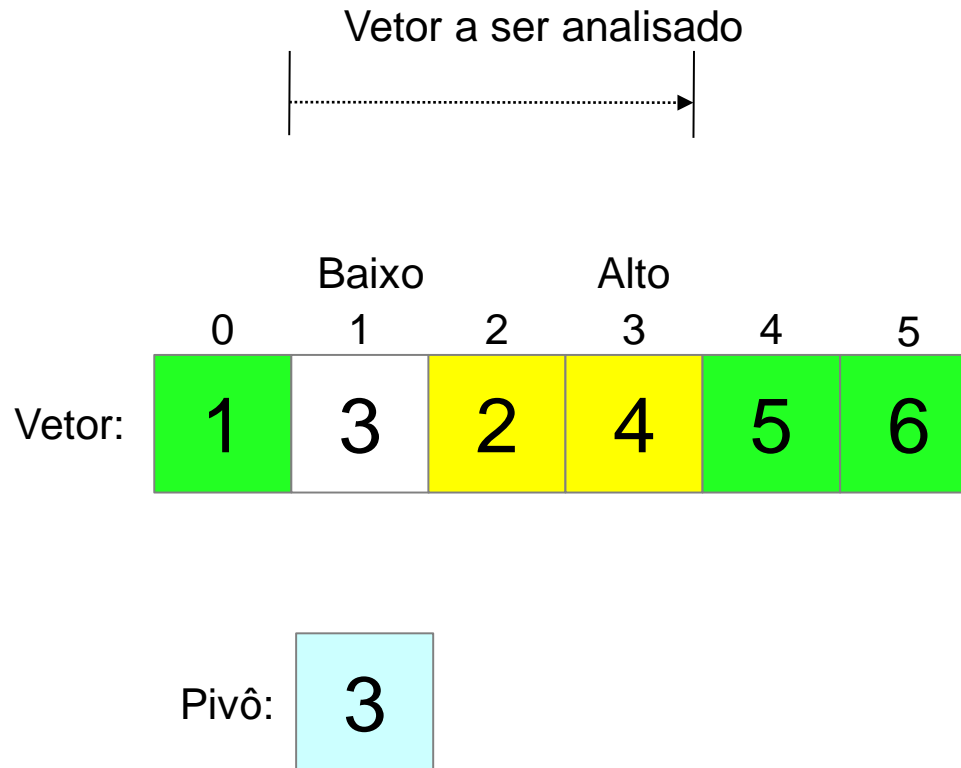 Vetor a ser analisado
Baixo Alto
0 1 2 3 4 5
Vetor: 1 3 2 4 5 6
Pivô: 3